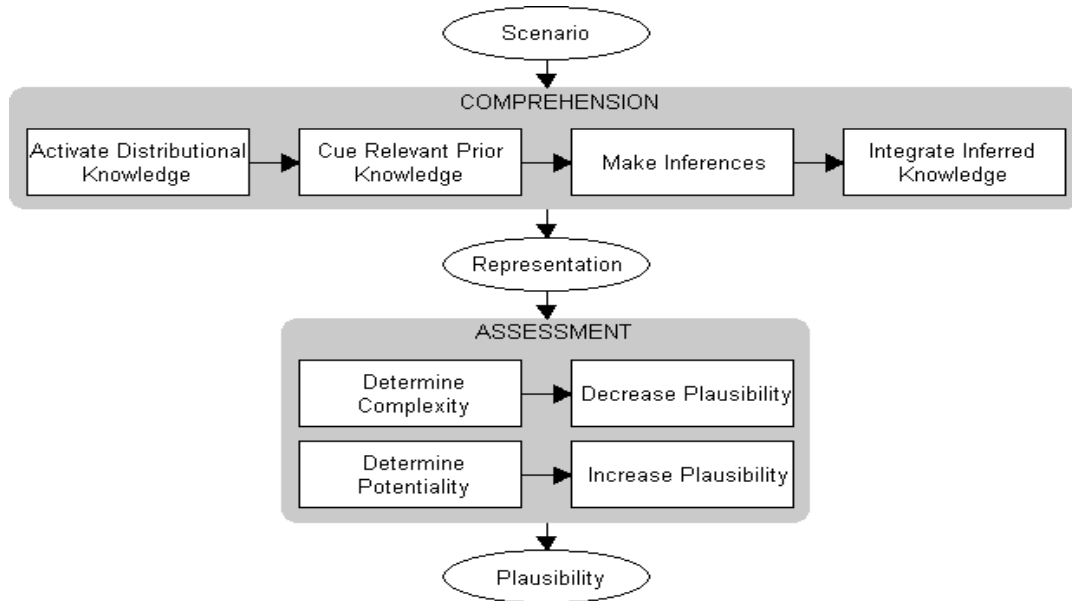 Scenario
COMPREHENSION
Activate Distributional
Knowledge
Cue Relevant Prior
Knowledge
Make Inferences
Integrate Inferred
Knowledge
Representation
ASSESSMENT
Determine
Complexity
Decrease Plausibility
Determine
Potentiality
Increase Plausibility
Plausibility